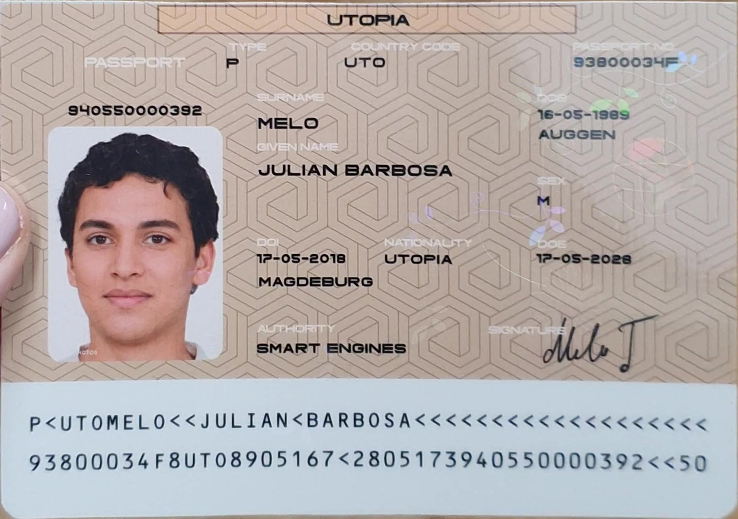 UTOPIA
TYPE COUNTRY CODE PASSPORT NO
PASSPORT P UTO 93800034F
940550000392
SURNAME DOB
MELO 16-05-1989
AUGGEN
GIVEN NAME
JULIAN BARBOSA
SEX
M
DOI NATIONALITY DOE
17-05-2018 UTOPIA 17-05-2028
MAGDEBURG
AUTHORITY SIGNATURE
SMART ENGINES
Melo J
P<UTOMELO<<JULIAN<BARBOSA<<<<<<<<<<<<<<<<<<<
93800034F8UTO8905167<2805173940550000392<<50